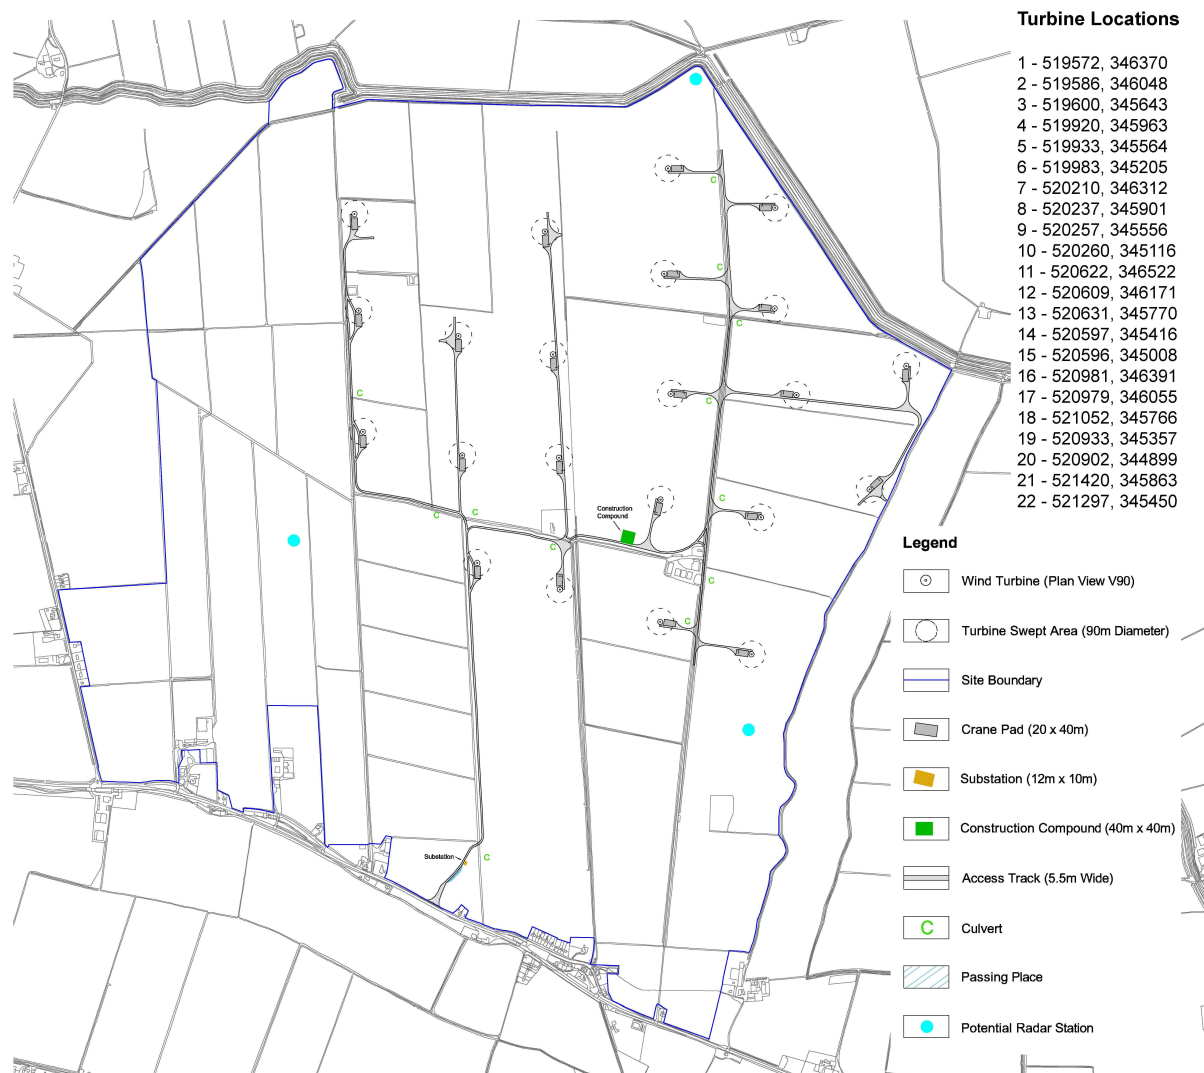 Turbine Locations
1 - 519572, 346370
2 - 519586, 346048
3 - 519600, 345643
4 - 519920, 345963
5 - 519933, 345564
6 - 519983, 345205
7 - 520210, 346312
8 - 520237, 345901
9 - 520257, 345556
10 - 520260, 345116
11 - 520622, 346522
12 - 520609, 346171
13 - 520631, 345770
14 - 520597, 345416
15 - 520596, 345008
16 - 520981, 346391
17 - 520979, 346055
18 - 521052, 345766
19 - 520933, 345357
20 - 520902, 344899
21 - 521420, 345863
22 - 521297, 345450
C
C
C
C
C
C
C
C
Construction
Compound
C
C
C
Substation
C
Legend
Wind Turbine (Plan View V90)
Turbine Swept Area (90m Diameter)
Site Boundary
Crane Pad (20 x 40m)
Substation (12m x 10m)
Construction Compound (40m x 40m)
Access Track (5.5m Wide)
C
Culvert
Passing Place
Potential Radar Station